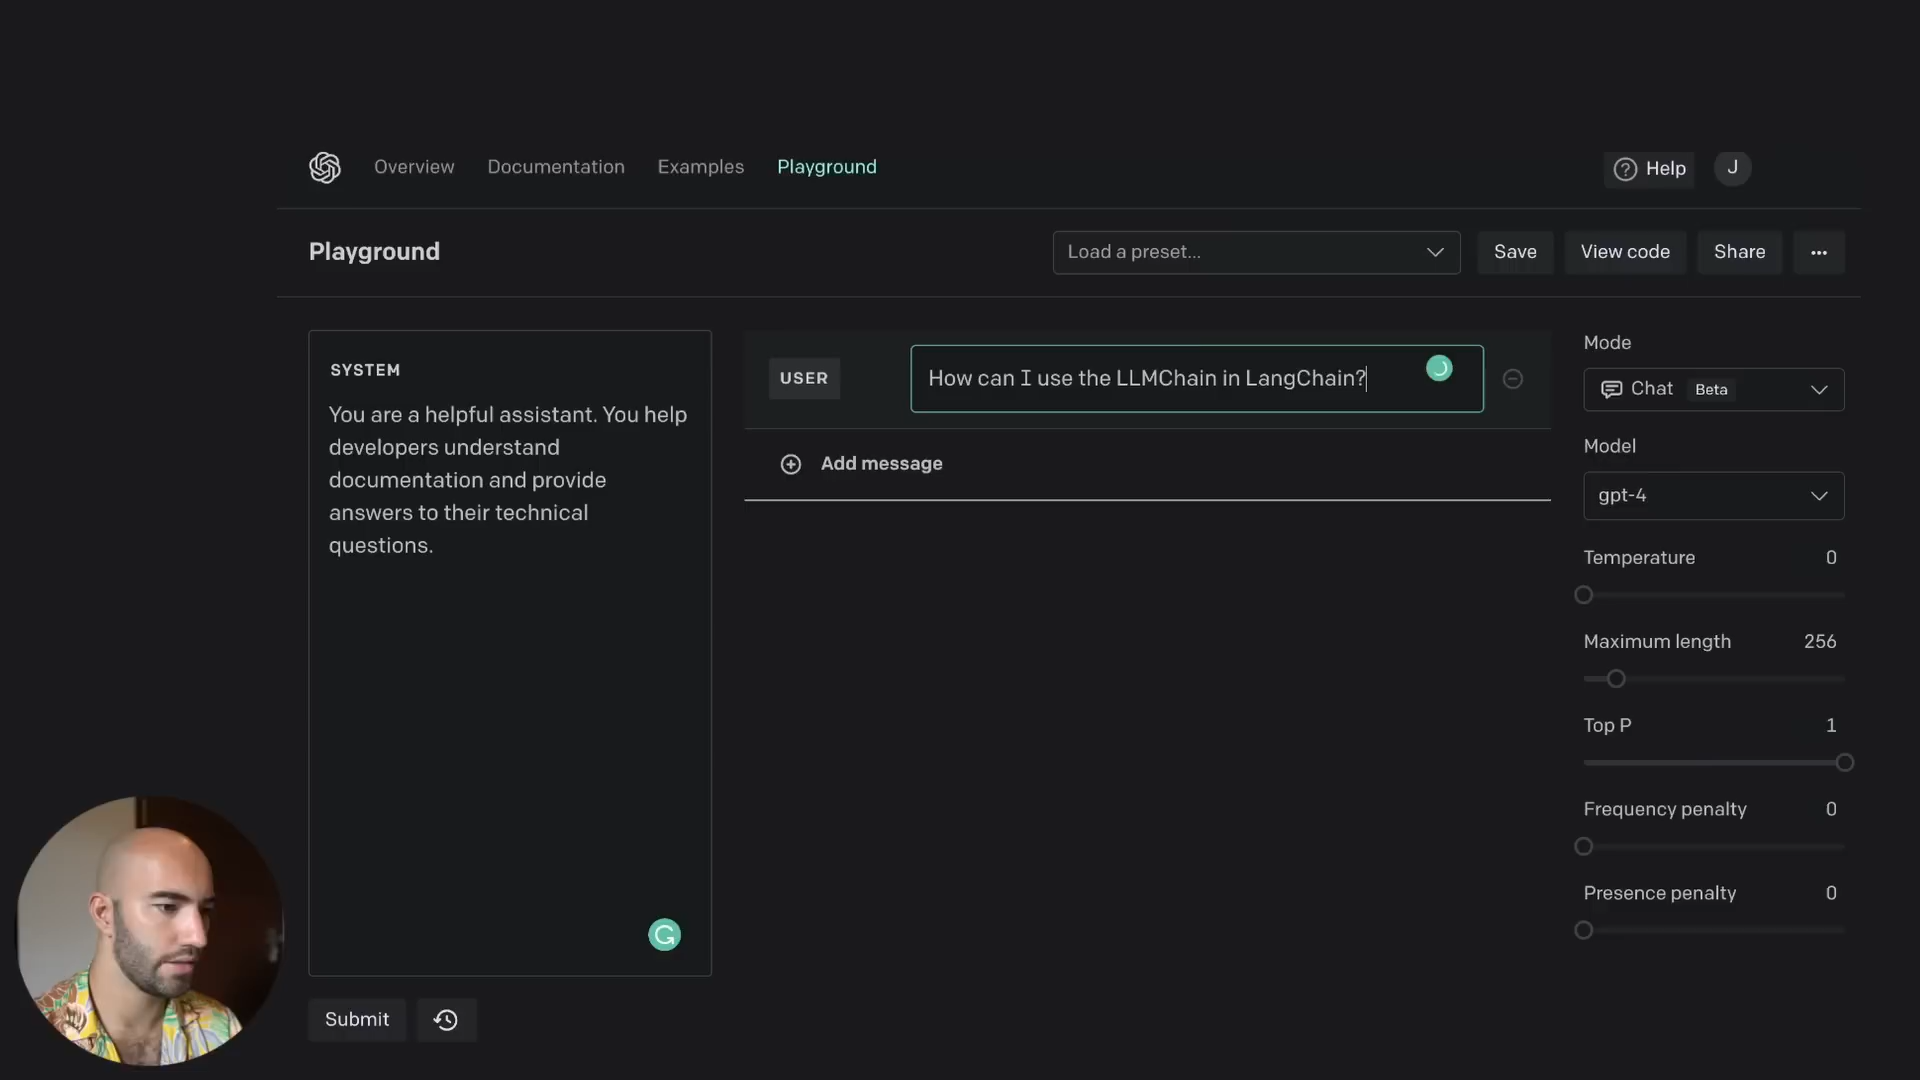 Overview Documentation Examples Playground
Help J
Playground
Load a preset...
Save View code Share ...
SYSTEM
You are a helpful assistant. You help
developers understand
documentation and provide
answers to their technical
questions.
USER
How can I use the LLMChain in LangChain?
Add message
Mode
Chat Beta
Model
gpt-4
Temperature 0
Maximum length 256
Top P 1
Frequency penalty 0
Presence penalty 0
G
Submit